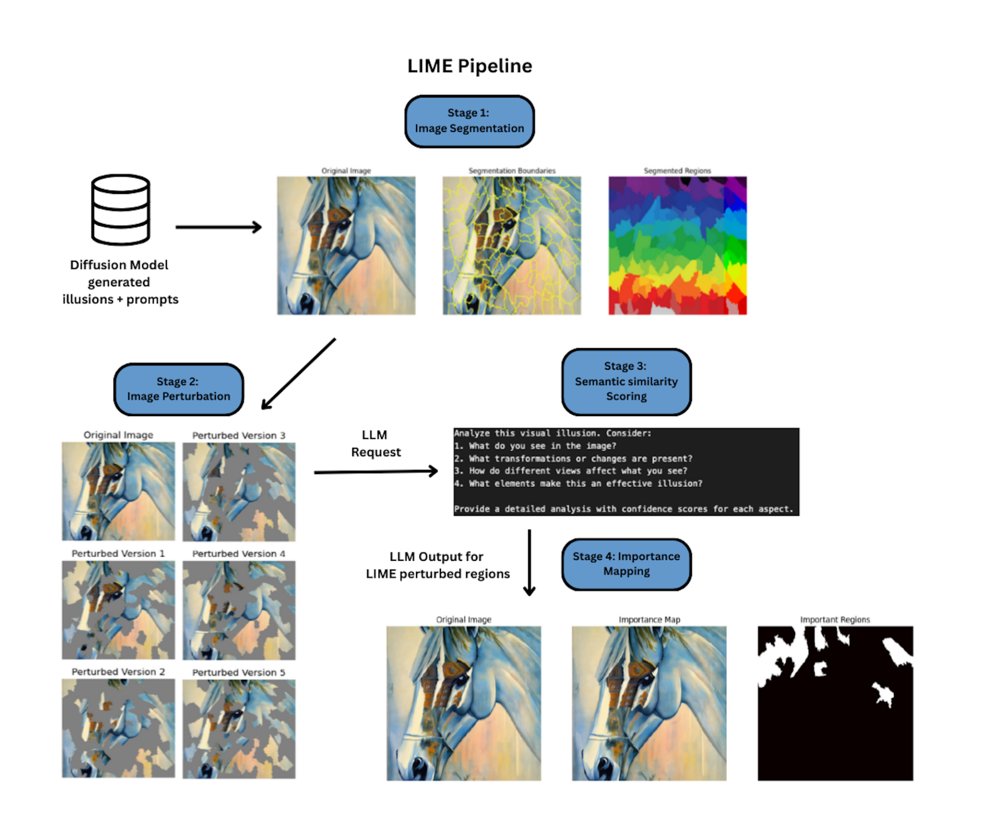 LIME Pipeline
Stage 1:
Image Segmentation
Original Image
Segmentation Boundaries
Segmented Regions
Diffusion Model
generated
illusions + prompts
Stage 2:
Image Perturbation
Original Image
Perturbed Version 3
Perturbed Version 1
Perturbed Version 4
Perturbed Version 2
Perturbed Version 5
LLM
Request
Stage 3:
Semantic similarity
Scoring
Analyze this visual illusion. Consider:
1. What do you see in the image?
2. What transformations or changes are present?
3. How do different views affect what you see?
4. What elements make this an effective illusion?
Provide a detailed analysis with confidence scores for each aspect.
LLM Output for
LIME perturbed regions
Stage 4: Importance
Mapping
Original Image
Importance Map
Important Regions